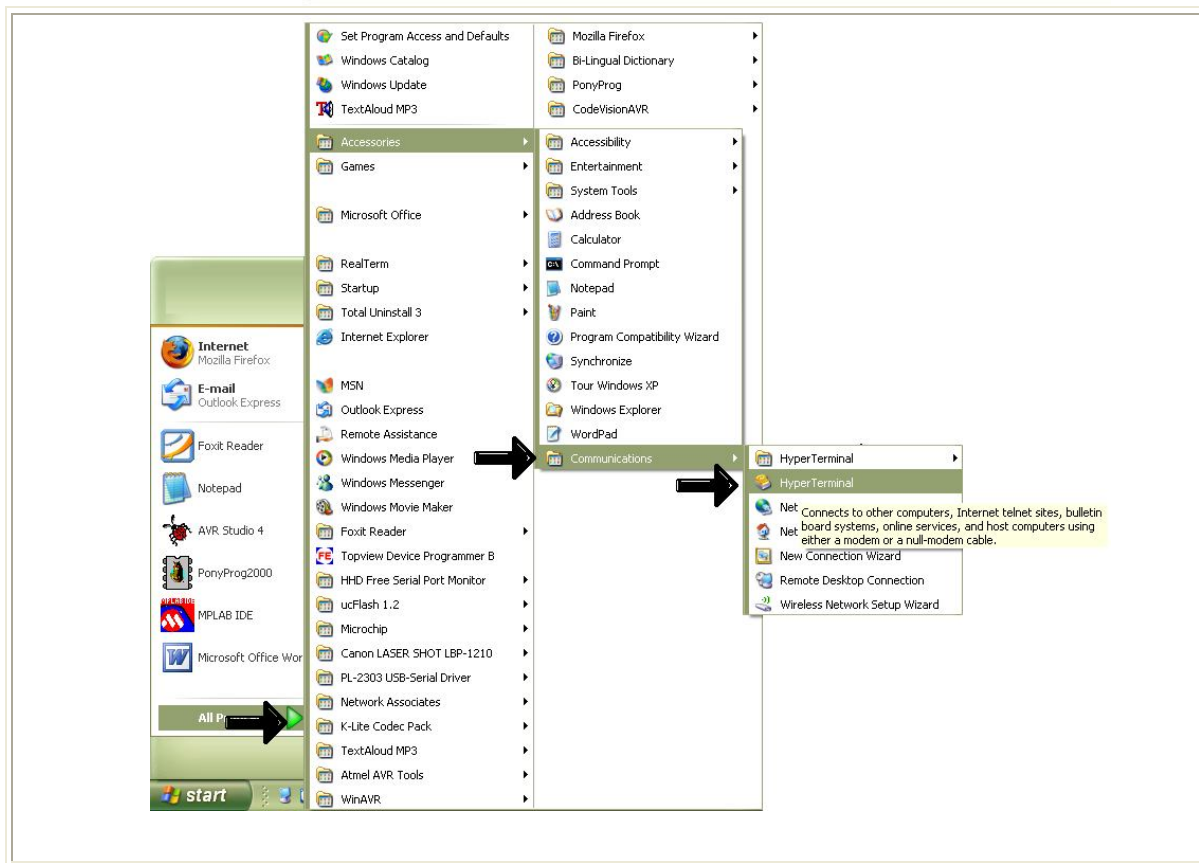 Set Program Access and Defaults
Windows Catalog
Windows Update
TextAloud MP3
Accessories
Games
Microsoft Office
RealTerm
Startup
Total Uninstall 3
Internet Explorer
MSN
Outlook Express
Remote Assistance
Windows Media Player
Windows Messenger
Windows Movie Maker
Foxit Reader
Topview Device Programmer B
HHD Free Serial Port Monitor
ucFlash 1.2
Microchip
Canon LASER SHOT LBP-1210
PL-2303 USB-Serial Driver
Network Associates
K-Lite Codec Pack
TextAloud MP3
Atmel AVR Tools
WinAVR
Mozilla Firefox
Bi-Lingual Dictionary
PonyProg
CodeVisionAVR
Accessibility
Entertainment
System Tools
Address Book
Calculator
Command Prompt
Notepad
Paint
Program Compatibility Wizard
Synchronize
Tour Windows XP
Windows Explorer
WordPad
Communications
HyperTerminal
HyperTerminal
Net
Net
Connects to other computers, Internet telnet sites, bulletin
board systems, online services, and host computers using
either a modem or a null-modem cable.
New Connection Wizard
Remote Desktop Connection
Wireless Network Setup Wizard
Internet
Mozilla Firefox
E-mail
Outlook Express
Foxit Reader
Notepad
AVR Studio 4
PonyProg2000
MPLAB IDE
Microsoft Office Wor
All P
start